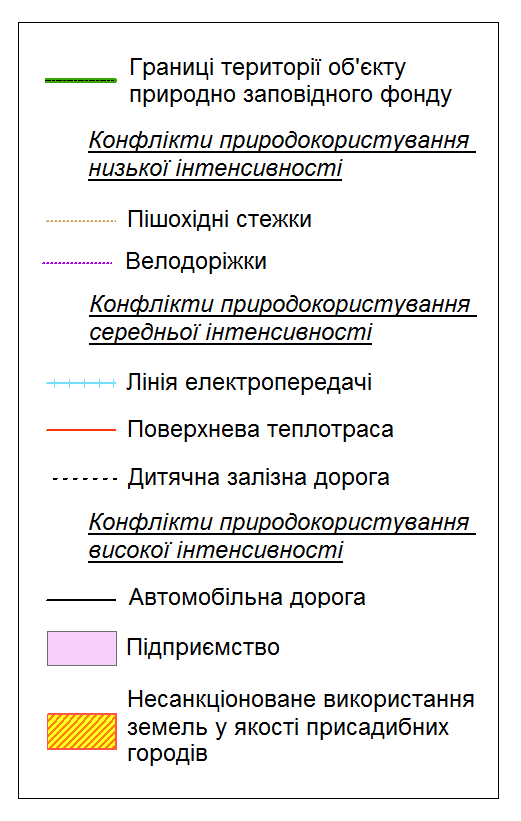 Границі території об'єкту
природно заповідного фонду
Конфлікти природокористування
низької інтенсивності
Пішохідні стежки
Велодоріжки
Конфлікти природокористування
середньої інтенсивності
Лінія електропередачі
Поверхнева теплотраса
Дитячна залізна дорога
Конфлікти природокористування
високої інтенсивності
Автомобільна дорога
Підприємство
Несанкціоноване використання
земель у якості присадибних
городів